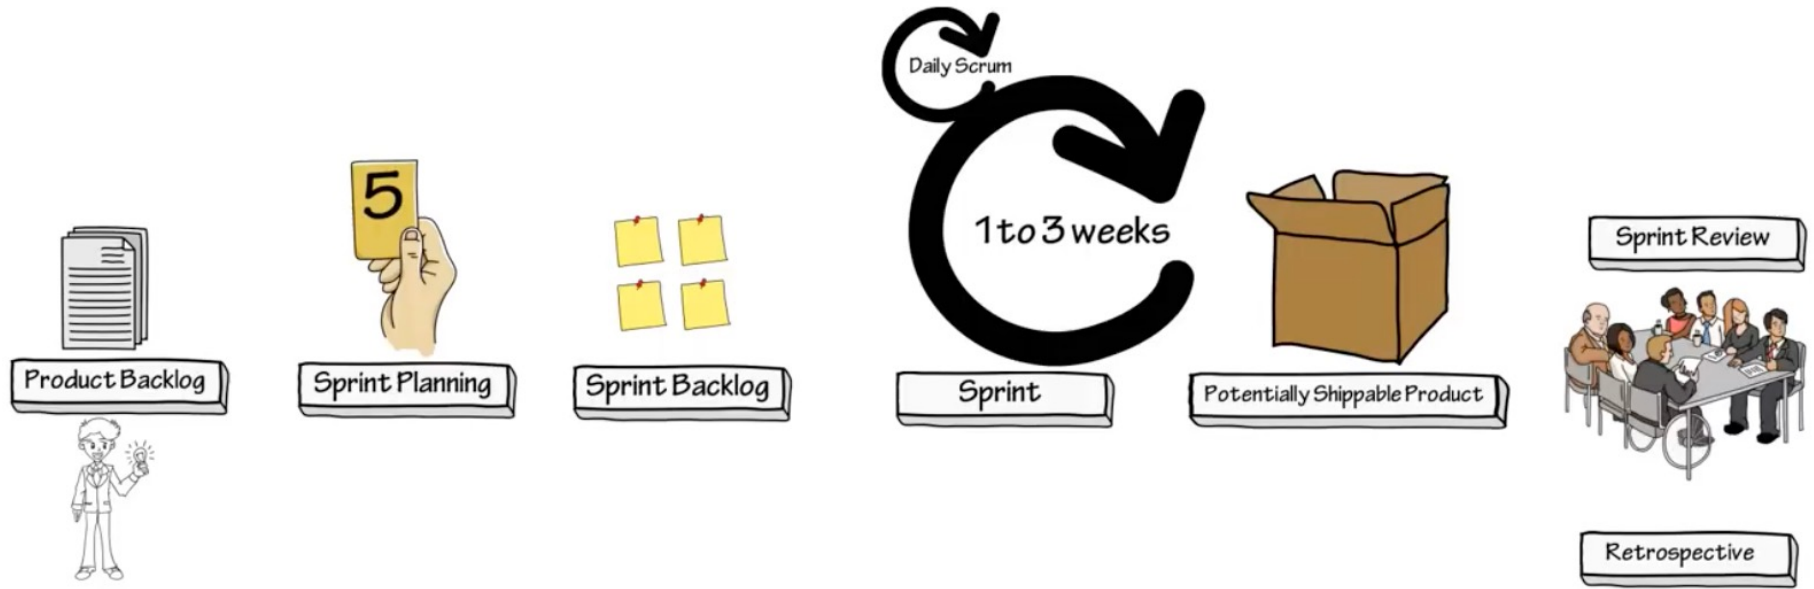 Daily Scrum
5
1 to 3 weeks
Sprint Review
Product Backlog
Sprint Planning
Sprint Backlog
Sprint
Potentially Shippable Product
Retrospective